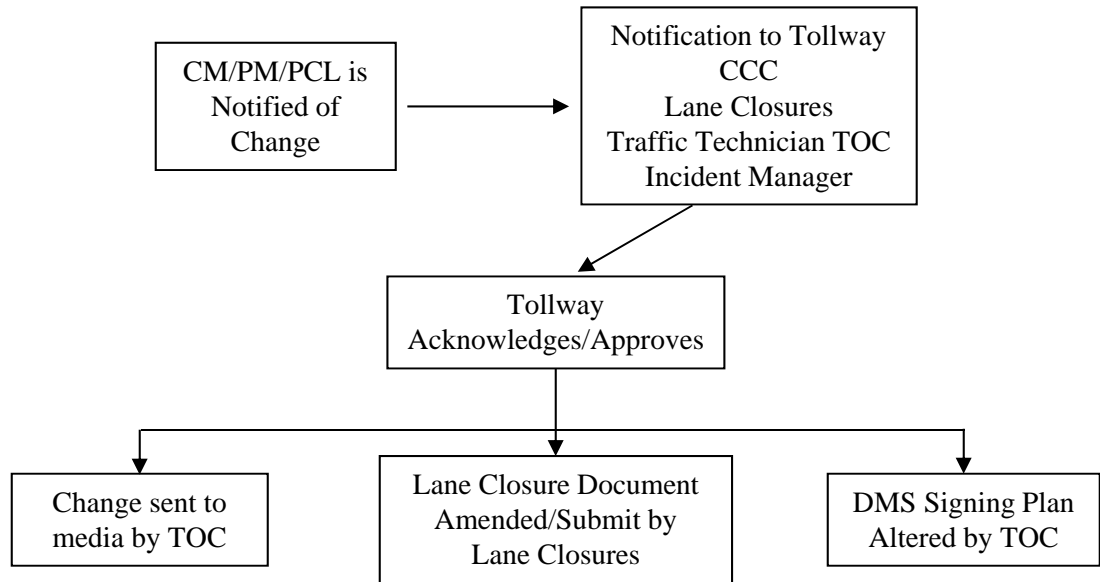 CM/PM/PCL is
Notified of
Change
Notification to Tollway
CCC
Lane Closures
Traffic Technician TOC
Incident Manager
Tollway
Acknowledges/Approves
Change sent to
media by TOC
Lane Closure Document
Amended/Submit by
Lane Closures
DMS Signing Plan
Altered by TOC